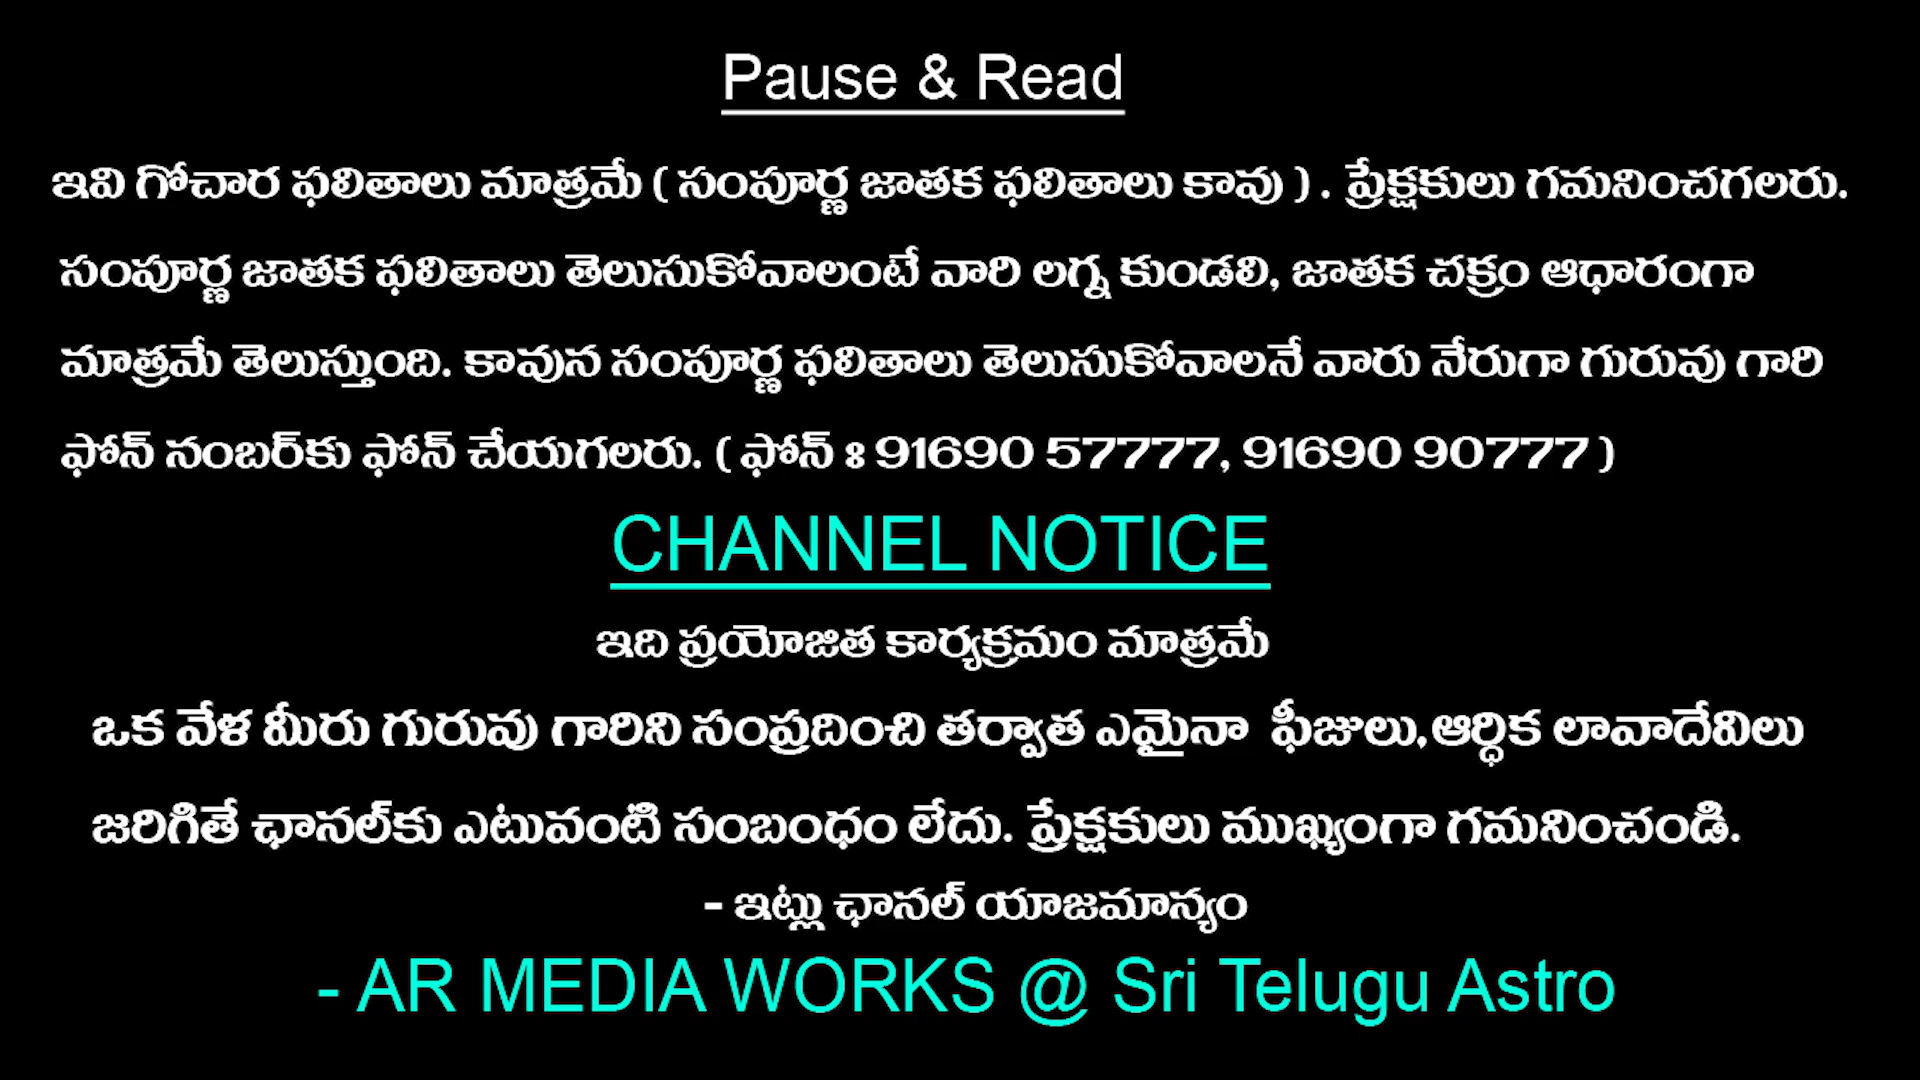 Pause & Read
ఇవి గోచార ఫలితాలు మాత్రమే ( సంపూర్ణ జాతక ఫలితాలు కావు ) . ప్రేక్షకులు గమనించగలరు.
సంపూర్ణ జాతక ఫలితాలు తెలుసుకోవాలంటే వారి లగ్న కుండలి, జాతక చక్రం ఆధారంగా
మాత్రమే తెలుస్తుంది. కావున సంపూర్ణ ఫలితాలు తెలుసుకోవాలనే వారు నేరుగా గురువు గారి
ఫోన్ నంబర్‌కు ఫోన్ చేయగలరు. ( ఫోన్ ః 91690 57777, 91690 90777 )
CHANNEL NOTICE
ఇది ప్రయోజిత కార్యక్రమం మాత్రమే
ఒక వేళ మీరు గురువు గారిని సంప్రదించి తర్వాత ఎమైనా ఫీజులు,ఆర్ధిక లావాదేవిలు
జరిగితే ఛానల్‌కు ఎటువంటి సంబంధం లేదు. ప్రేక్షకులు ముఖ్యంగా గమనించండి.
- ఇట్లు ఛానల్ యాజమాన్యం
- AR MEDIA WORKS @ Sri Telugu Astro